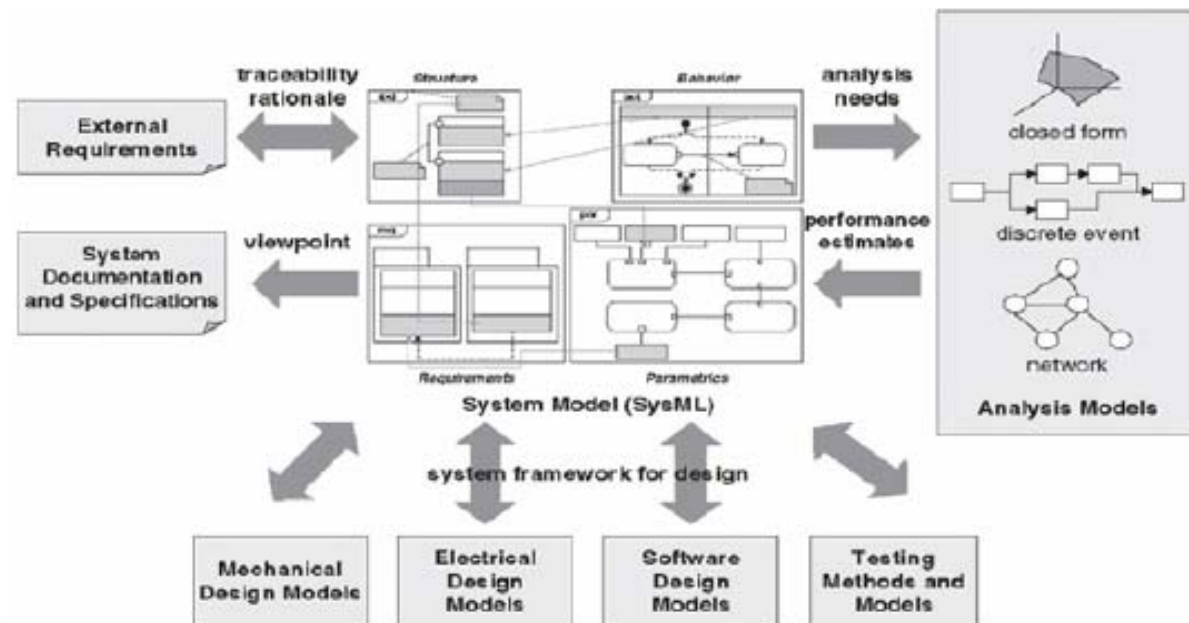 traceability
rationale
Structure
Behavior
analysis
needs
External
Requirements
closed form
viewpoint
performance
estimates
discrete event
System
Documentation
and Specifications
par
network
Requirements
Parametrics
System Model (SysML)
Analysis Models
system framework for design
Mechanical
Design Models
Electrical
Design
Models
Software
Design
Models
Testing
Methods and
Models